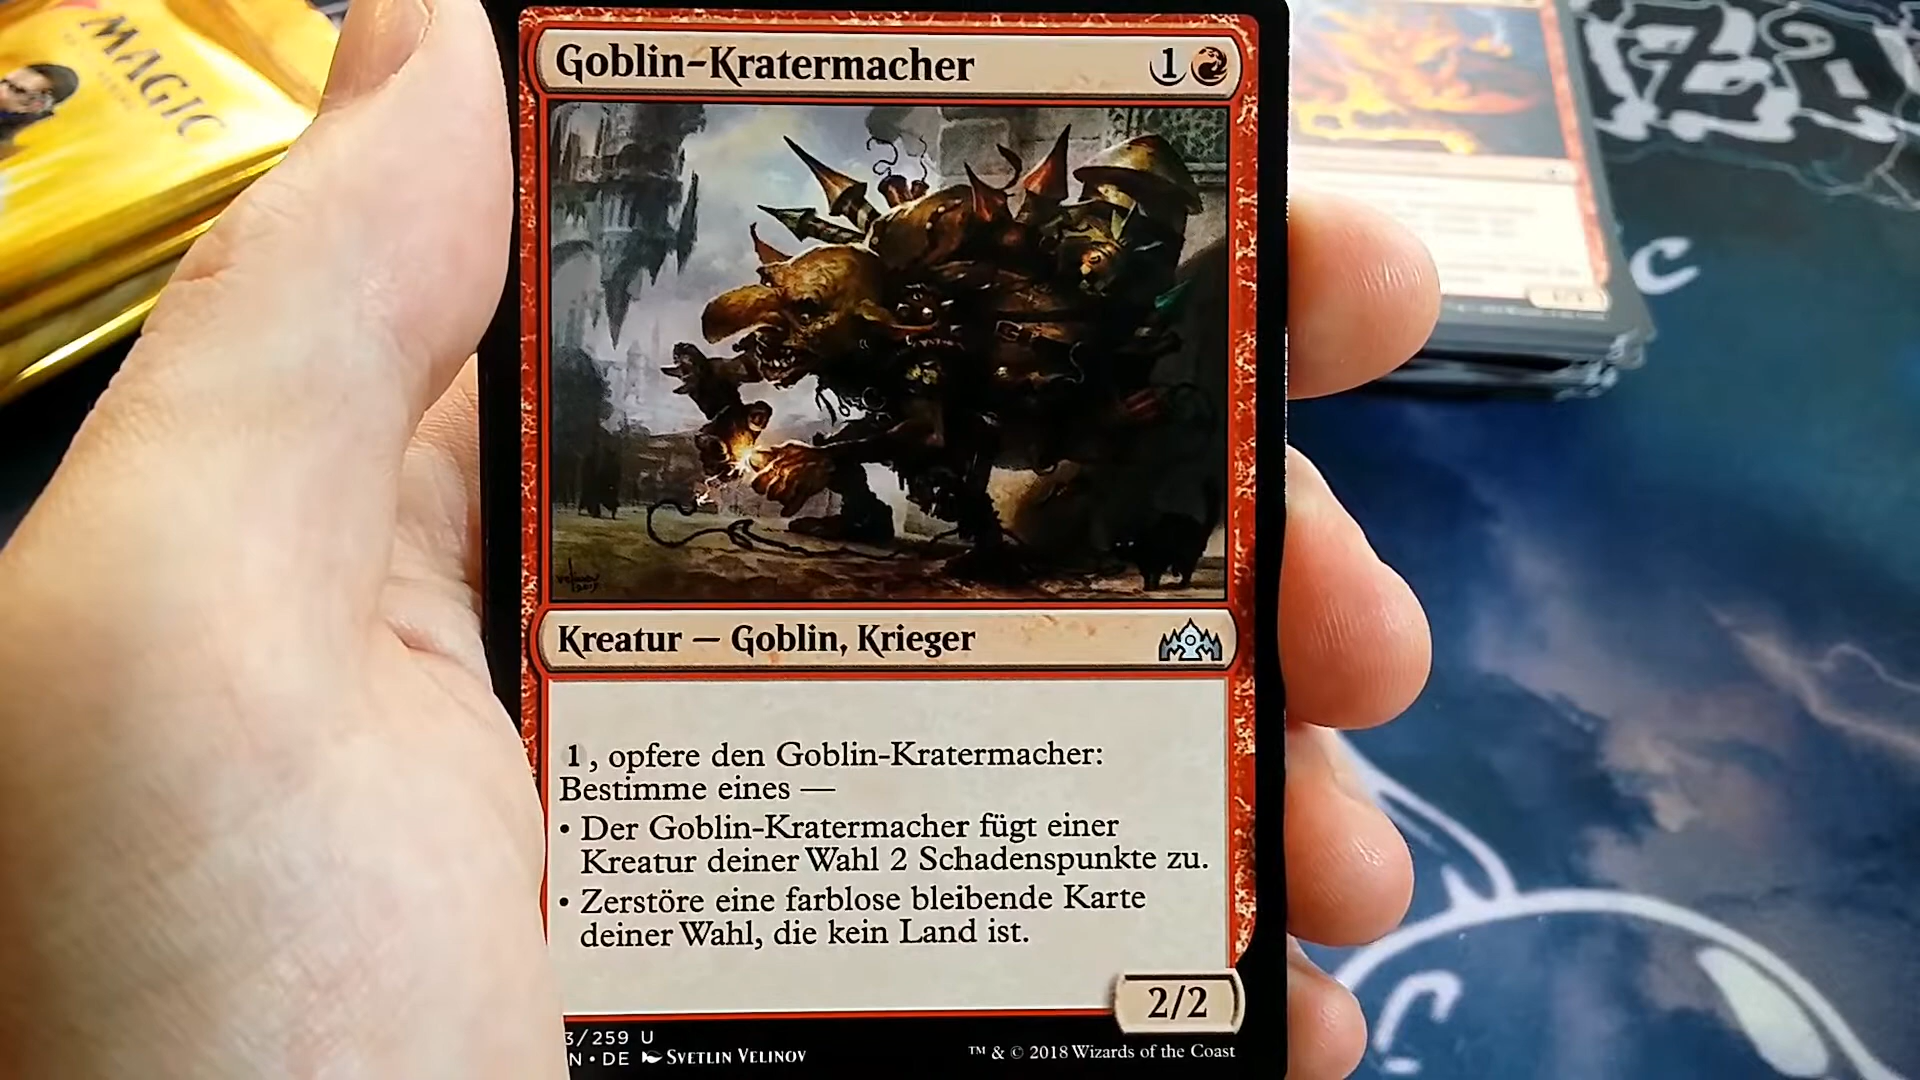 MAGIC
Goblin-Kratermacher 1
Kreatur — Goblin, Krieger
1, opfere den Goblin-Kratermacher:
Bestimme eines —
• Der Goblin-Kratermacher fügt einer
Kreatur deiner Wahl 2 Schadenspunkte zu.
• Zerstöre eine farblose bleibende Karte
deiner Wahl, die kein Land ist.
2/2
3/259 U
N • DE SVETLIN VELINOV
™ & © 2018 Wizards of the Coast